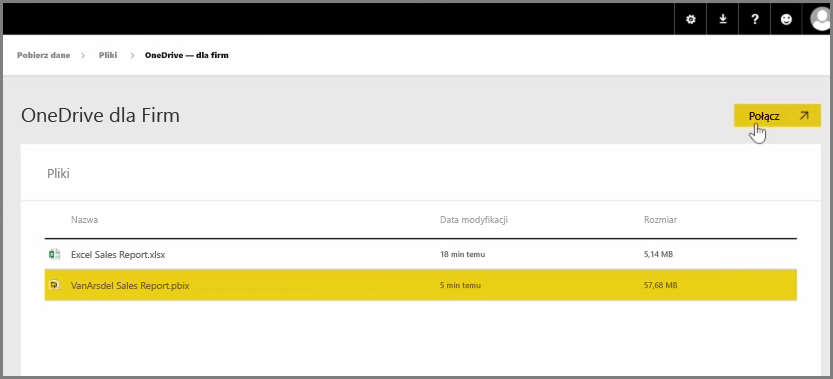 ?
Pobierz dane > Pliki > OneDrive — dla firm
OneDrive dla Firm
Połącz
Pliki
Nazwa Data modyfikacji Rozmiar
Excel Sales Report.xlsx 18 min temu 5,14 MB
VanArsdel Sales Report.pbix 5 min temu 57,68 MB